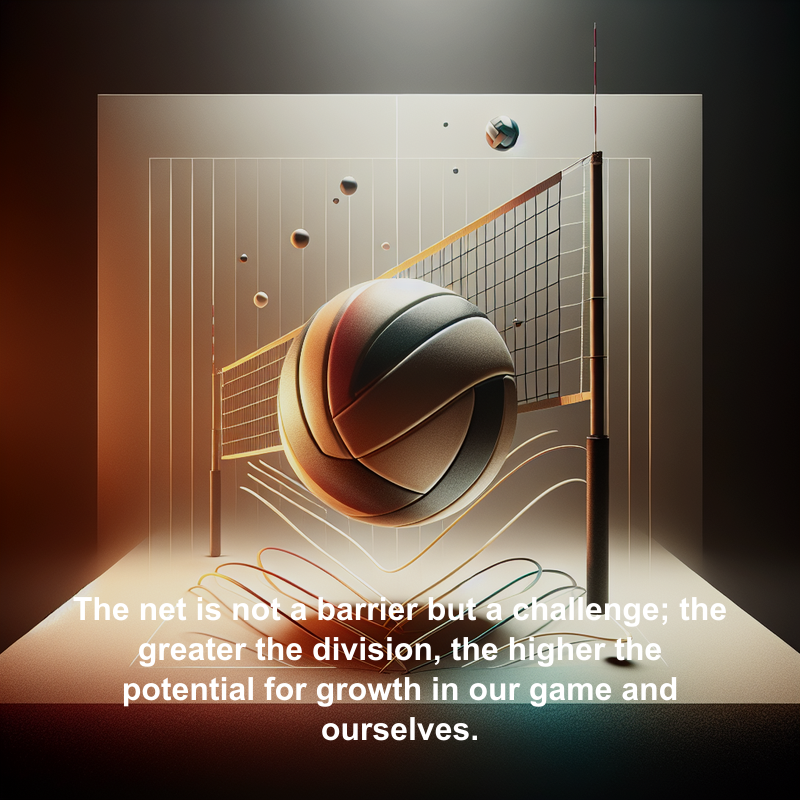 The net is not a barrier but a challenge; the
greater the division, the higher the
potential for growth in our game and
ourselves.